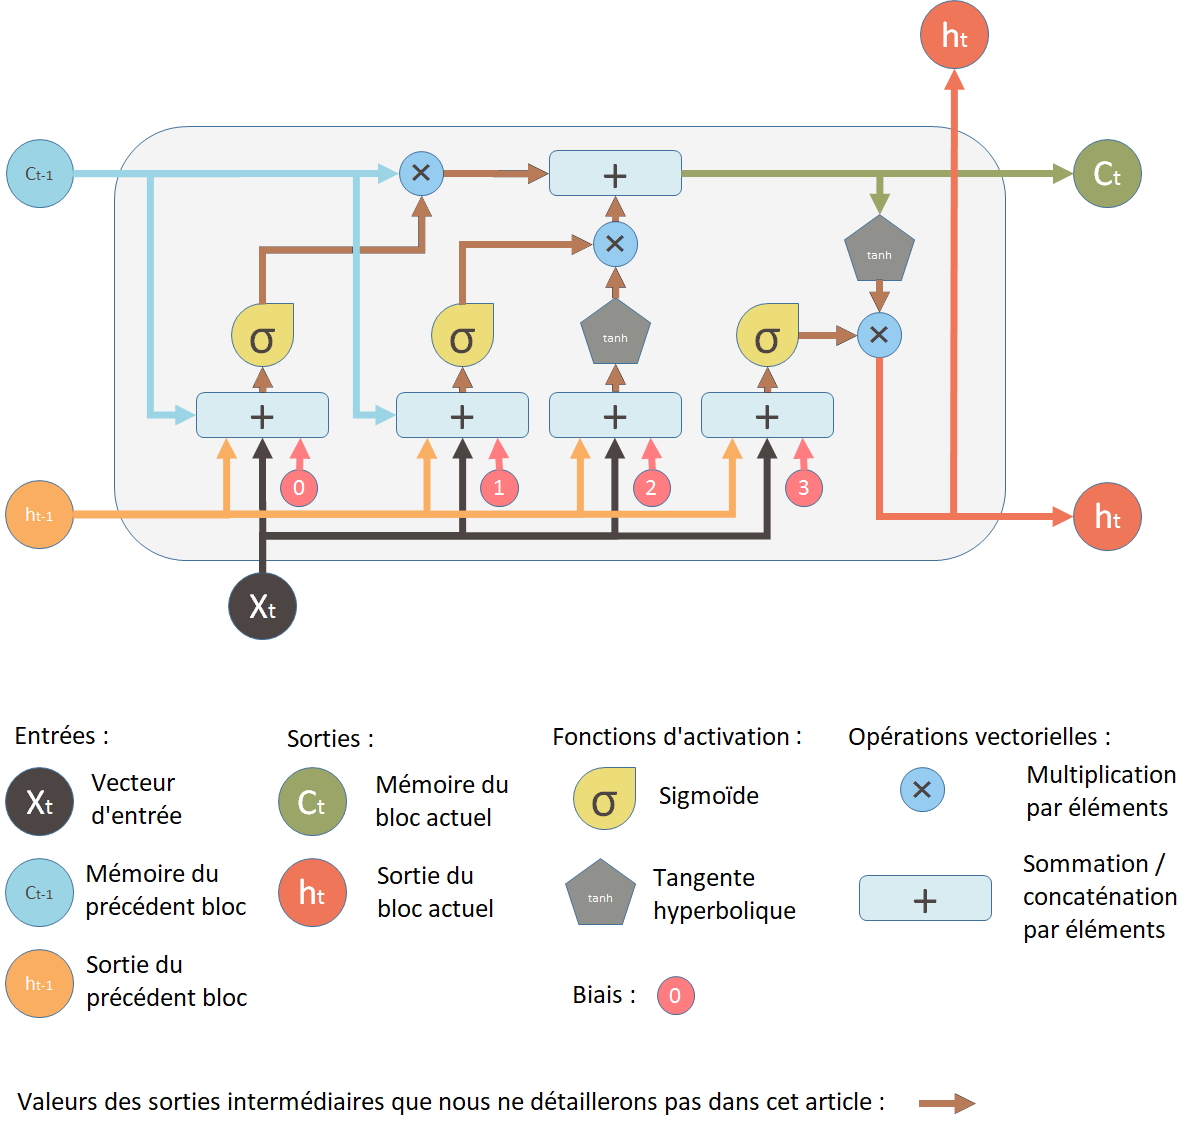 ht
Ct-1
×
+
Ct
×
tanh
σ
σ
tanh
σ
×
+
+
+
+
0
1
2
3
ht-1
ht
Xt
Entrées :
Sorties :
Fonctions d'activation :
Opérations vectorielles :
Xt
Vecteur
d'entrée
Ct
Mémoire du
bloc actuel
σ
Sigmoïde
×
Multiplication
par éléments
Ct-1
Mémoire du
précédent bloc
ht
Sortie du
bloc actuel
tanh
Tangente
hyperbolique
+
Sommation /
concaténation
par éléments
ht-1
Sortie du
précédent bloc
Biais :
0
Valeurs des sorties intermédiaires que nous ne détaillerons pas dans cet article :